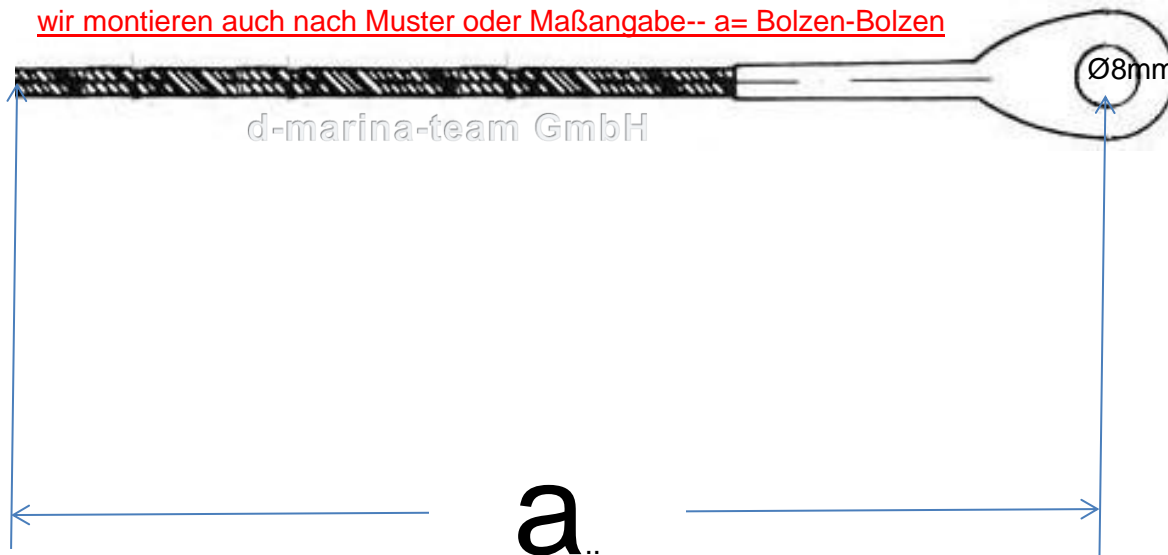 wir montieren auch nach Muster oder Maßangabe-- a= Bolzen-Bolzen
Ø8mm
d-marina-team GmbH
a